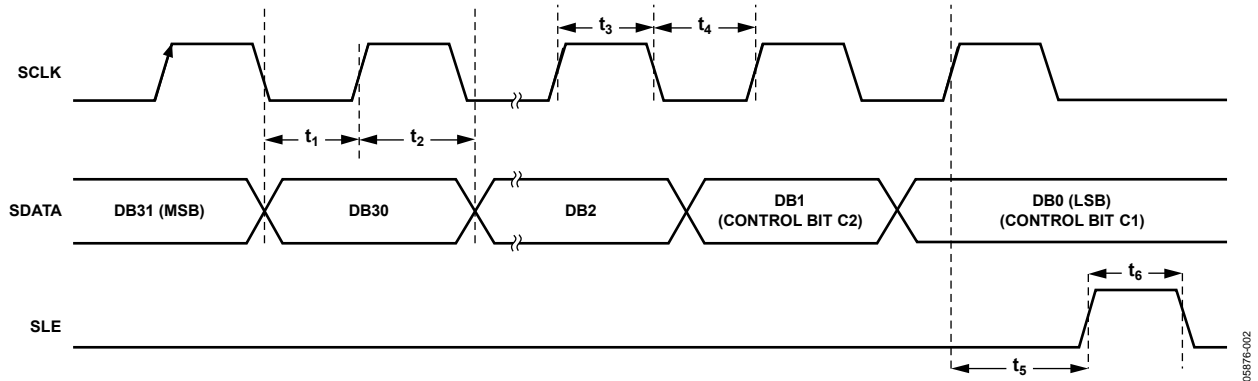 t3
t4
SCLK
t1
t2
SDATA
DB31 (MSB)
DB30
DB2
DB1
(CONTROL BIT C2)
DB0 (LSB)
(CONTROL BIT C1)
t6
SLE
t5
05876-002